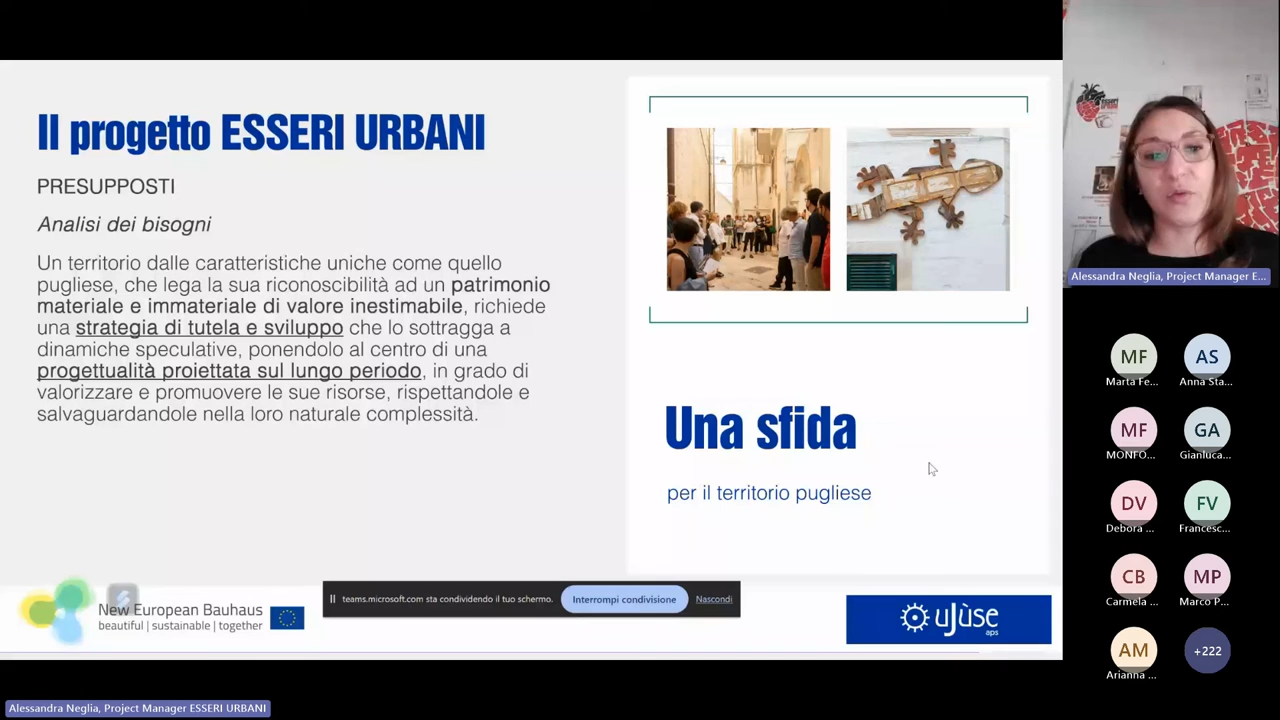 Il progetto ESSERI URBANI
PRESUPPOSTI
Analisi dei bisogni
Un territorio dalle caratteristiche uniche come quello
pugliese, che lega la sua riconoscibilità ad un patrimonio
materiale e immateriale di valore inestimabile, richiede
una strategia di tutela e sviluppo che lo sottragga a
dinamiche speculative, ponendolo al centro di una
progettualità proiettata sul lungo periodo, in grado di
valorizzare e promuovere le sue risorse, rispettandole e
salvaguardandole nella loro naturale complessità.
Una sfida
per il territorio pugliese
New European Bauhaus
beautiful | sustainable | together
teams.microsoft.com sta condividendo il tuo schermo.
Interrompi condivisione
Nascondi
uJùse
aps
Alessandra Neglia, Project Manager E...
MF
Marta Fe...
AS
Anna Sta...
MF
MONFO...
GA
Gianluca...
DV
Debora ...
FV
Francesc...
CB
Carmela ...
MP
Marco P...
AM
Arianna ...
+222
Alessandra Neglia, Project Manager ESSERI URBANI